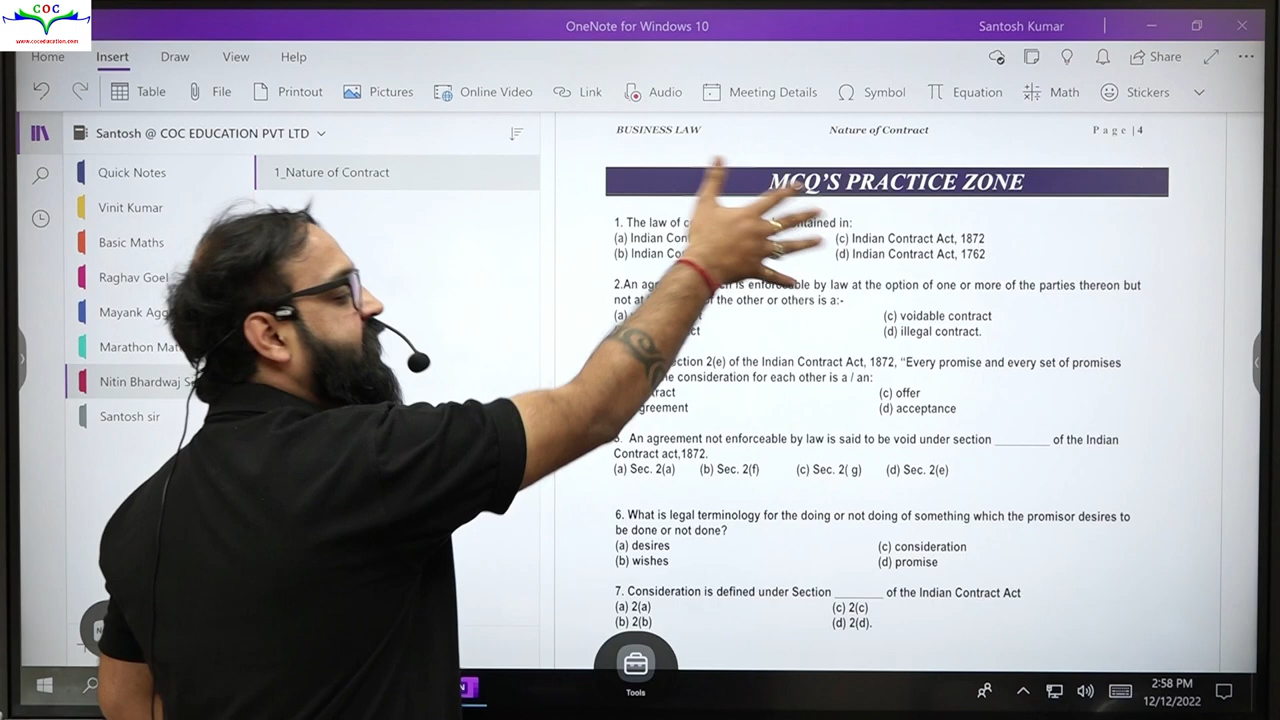 COC
www.coceducation.com
OneNote for Windows 10
Santosh Kumar
Home Insert Draw View Help
Share
Table File Printout Pictures Online Video Link Audio Meeting Details Symbol Equation Math Stickers
Santosh @ COC EDUCATION PVT LTD
Quick Notes
Vinit Kumar
Basic Maths
Raghav Goel
Mayank
Marathon
Nitin Bhardwaj
Santosh sir
1_Nature of Contract
BUSINESS LAW Nature of Contract Page | 4
MCQ'S PRACTICE ZONE
1. The law of
(a) Indian (c) Indian Contract Act, 1872
(b) Indian (d) Indian Contract Act, 1762
2.An is enforceable by law at the option of one or more of the parties thereon but
not at the other or others is a:-
(c) voidable contract
(d) illegal contract.
2(e) of the Indian Contract Act, 1872, “Every promise and every set of promises
consideration for each other is a / an:
(c) offer
(d) acceptance
An agreement not enforceable by law is said to be void under section ________ of the Indian
Contract act,1872.
(a) Sec. 2(a) (b) Sec. 2(f) (c) Sec. 2( g) (d) Sec. 2(e)
6. What is legal terminology for the doing or not doing of something which the promisor desires to
be done or not done?
(a) desires (c) consideration
(b) wishes (d) promise
7. Consideration is defined under Section _______ of the Indian Contract Act
(a) 2(a) (c) 2(c)
(b) 2(b) (d) 2(d).
Tools
2:58 PM
12/12/2022